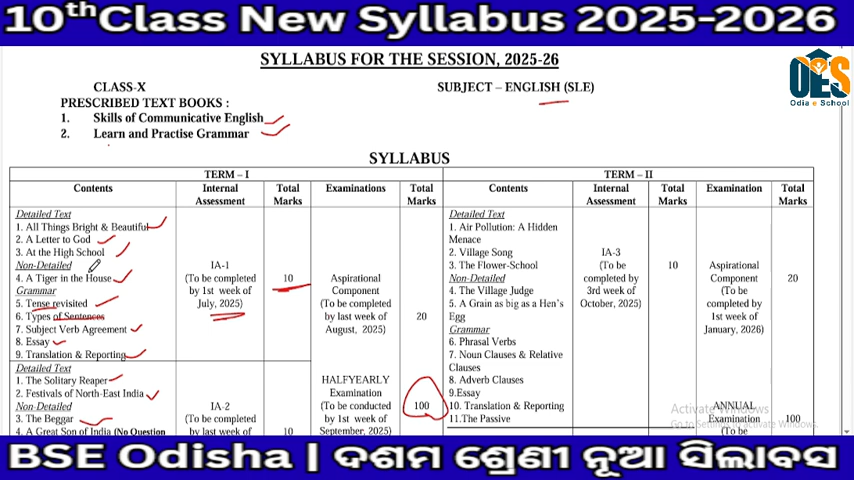 10thClass New Syllabus 2025-2026
SYLLABUS FOR THE SESSION, 2025-26
CLASS-X
SUBJECT – ENGLISH (SLE)
OES
Odia e School
PRESCRIBED TEXT BOOKS :
1. Skills of Communicative English
2. Learn and Practise Grammar
SYLLABUS
TERM – I
TERM – II
Contents
Internal Assessment
Total Marks
Examinations
Total Marks
Contents
Internal Assessment
Total Marks
Examination
Total Marks
Detailed Text
1. All Things Bright & Beautiful
2. A Letter to God
3. At the High School
Non-Detailed
4. A Tiger in the House
Grammar
5. Tense revisited
6. Types of Sentences
7. Subject Verb Agreement
8. Essay
9. Translation & Reporting
IA-1
(To be completed
by 1st week of
July, 2025)
10
Aspirational
Component
(To be completed
by last week of
August, 2025)
20
Detailed Text
1. The Solitary Reaper
2. Festivals of North-East India
Non-Detailed
3. The Beggar
4. A Great Son of India (No Question
IA-2
(To be completed
by last week of
10
HALFYEARLY
Examination
(To be conducted
by 1st week of
September, 2025)
100
Detailed Text
1. Air Pollution: A Hidden
Menace
2. Village Song
3. The Flower-School
Non-Detailed
4. The Village Judge
5. A Grain as big as a Hen's
Egg
Grammar
6. Phrasal Verbs
7. Noun Clauses & Relative
Clauses
8. Adverb Clauses
9.Essay
10. Translation & Reporting
11.The Passive
IA-3
(To be
completed by
3rd week of
October, 2025)
10
Aspirational
Component
(To be
completed by
1st week of
January, 2026)
20
ANNUAL
Examination
(To be
100
Activate Windows
Go to Settings to activate Windows.
BSE Odisha | ଦଶମ ଶ୍ରେଣୀ ନୂଆ ସିଲାବସ